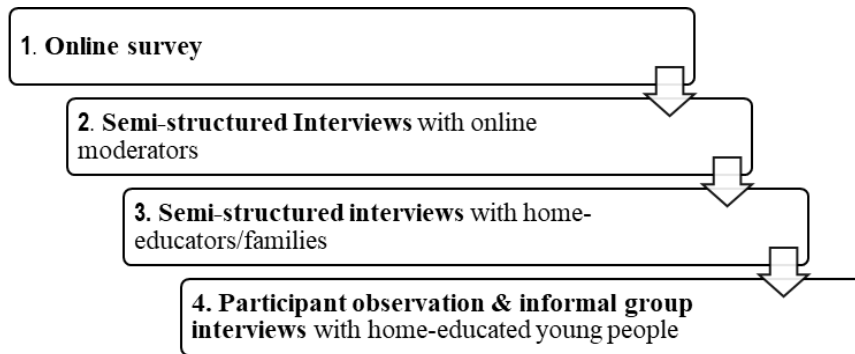 1. Online survey
2. Semi-structured Interviews with online
moderators
3. Semi-structured interviews with home-
educators/families
4. Participant observation & informal group
interviews with home-educated young people